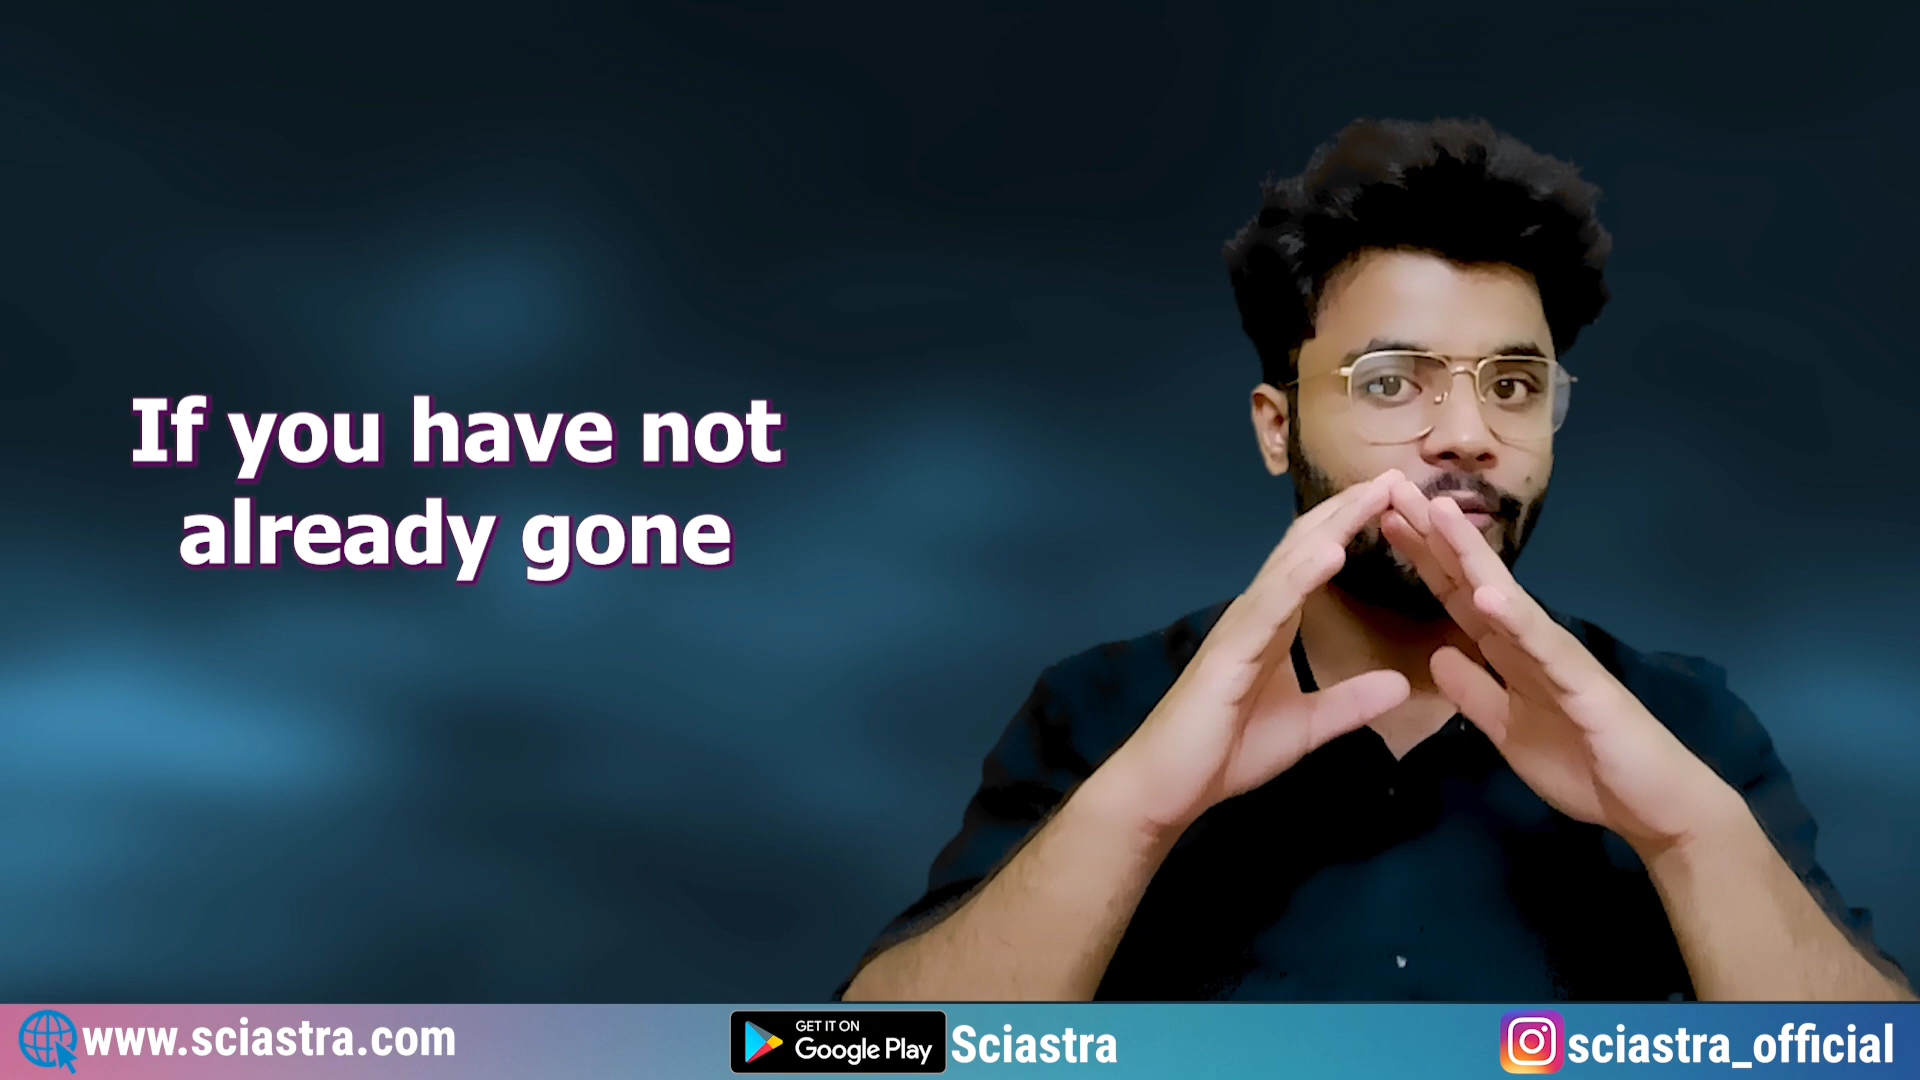 If you have not
already gone
www.sciastra.com
GET IT ON
Google Play
Sciastra
sciastra_official